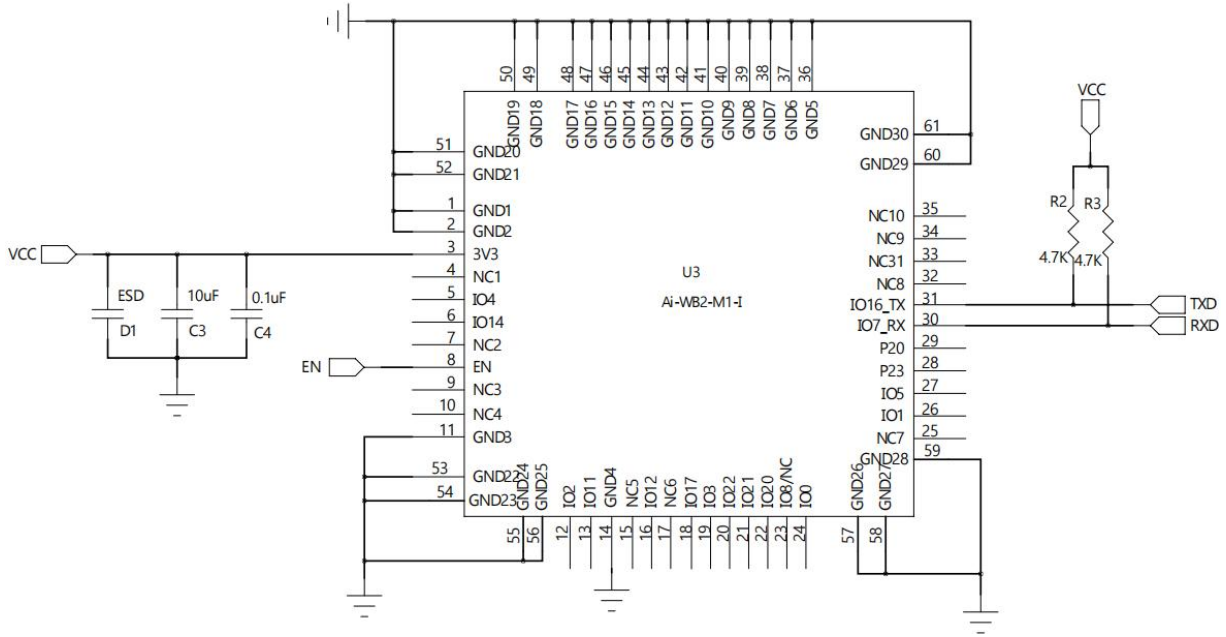 50 49 48 47 46 45 44 43 42 41 40 39 38 37 36
GND19 GND18 GND17 GND16 GND15 GND14 GND13 GND12 GND11 GND10 GND9 GND8 GND7 GND6 GND5
51 GND20
52 GND21
1 GND1
2 GND2
VCC
3 3V3
4 NC1
5 IO4
6 IO14
7 NC2
EN
8 EN
9 NC3
10 NC4
11 GND3
53 GND22
54 GND23
ESD
D1
10uF
C3
0.1uF
C4
U3
Ai-WB2-M1-I
GND30 61
GND29 60
NC10 35
NC9 34
NC31 33
NC8 32
IO16_TX 31
IO7_RX 30
P20 29
P23 28
IO5 27
IO1 26
NC7 25
GND28 59
VCC
R2 R3
4.7K 4.7K
TXD
RXD
GND24 GND25 IO2 IO11 GND4 NC5 IO12 NC6 IO17 IO3 IO22 IO21 IO20 IO8/NC IO0 GND26 GND27
55 56 12 13 14 15 16 17 18 19 20 21 22 23 24 57 58